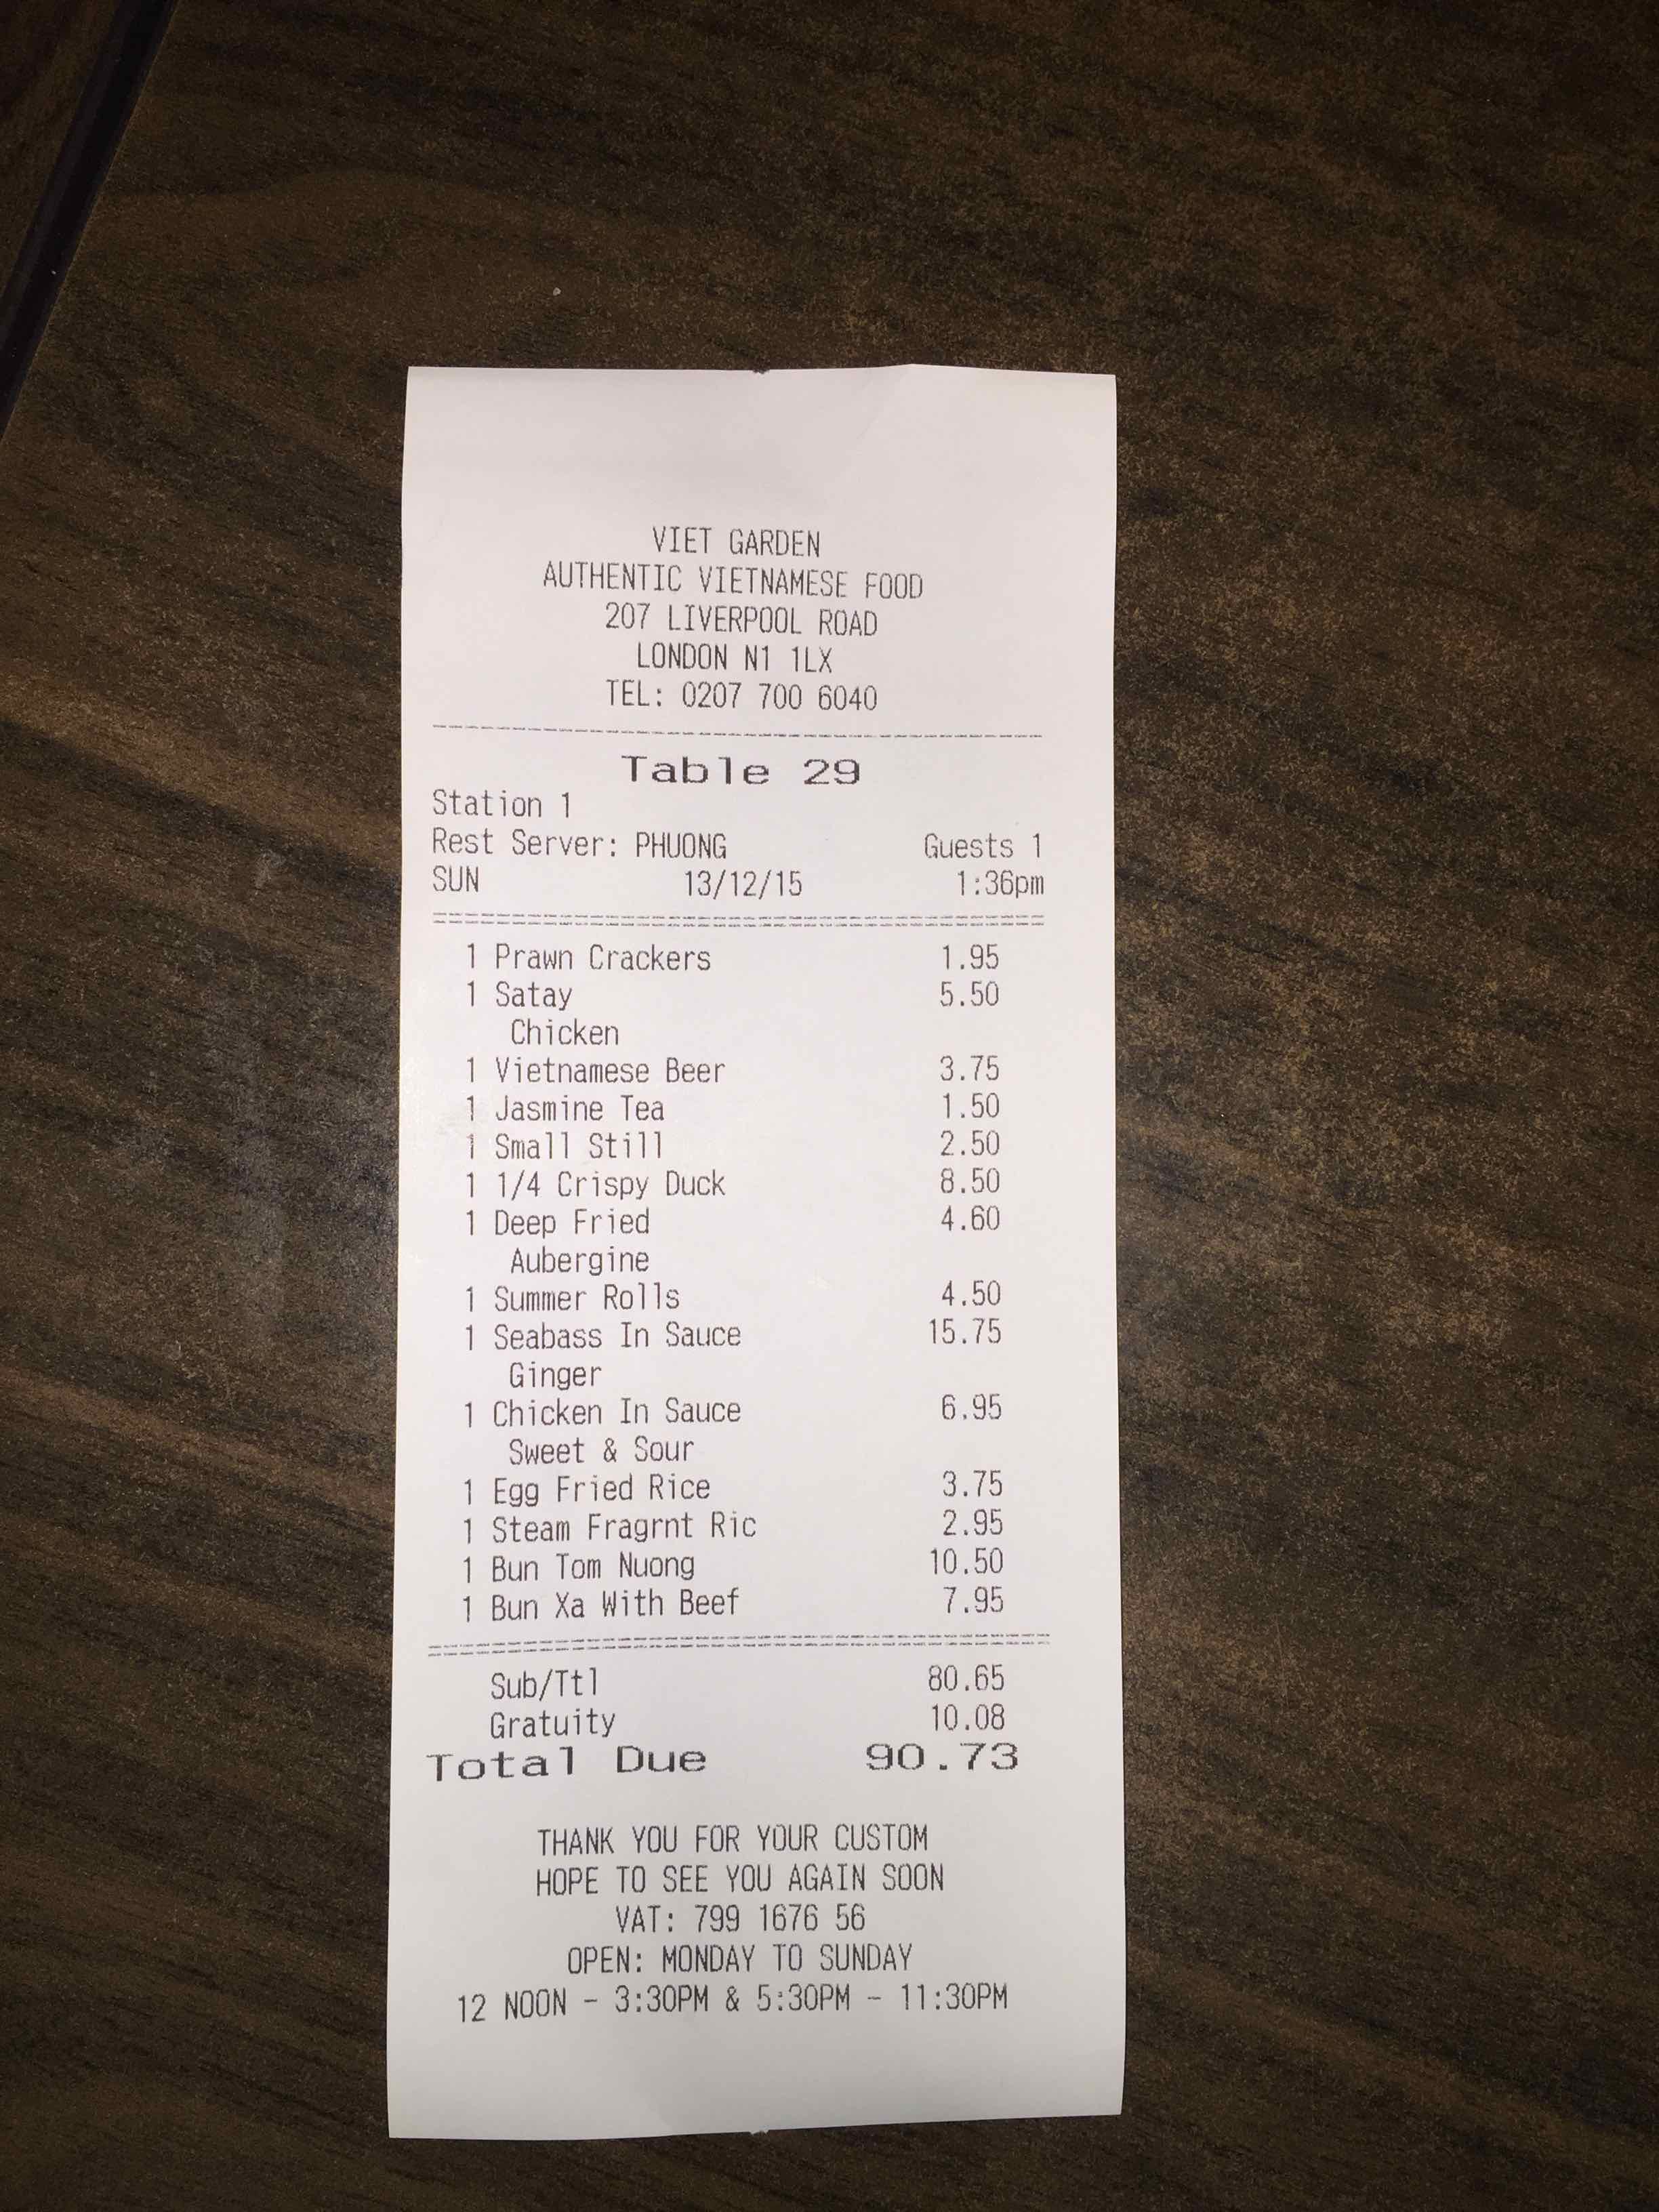 VIET GARDEN
AUTHENTIC VIETNAMESE FOOD
207 LIVERPOOL ROAD
LONDON N1 1LX
TEL: 0207 700 6040
Table 29
Station 1
Rest Server: PHUONG Guests 1
SUN 13/12/15 1:36pm
1 Prawn Crackers 1.95
1 Satay 5.50
Chicken
1 Vietnamese Beer 3.75
1 Jasmine Tea 1.50
1 Small Still 2.50
1 1/4 Crispy Duck 8.50
1 Deep Fried 4.60
Aubergine
1 Summer Rolls 4.50
1 Seabass In Sauce 15.75
Ginger
1 Chicken In Sauce 6.95
Sweet & Sour
1 Egg Fried Rice 3.75
1 Steam Fragrnt Ric 2.95
1 Bun Tom Nuong 10.50
1 Bun Xa With Beef 7.95
Sub/Ttl 80.65
Gratuity 10.08
Total Due 90.73
THANK YOU FOR YOUR CUSTOM
HOPE TO SEE YOU AGAIN SOON
VAT: 799 1676 56
OPEN: MONDAY TO SUNDAY
12 NOON - 3:30PM & 5:30PM - 11:30PM